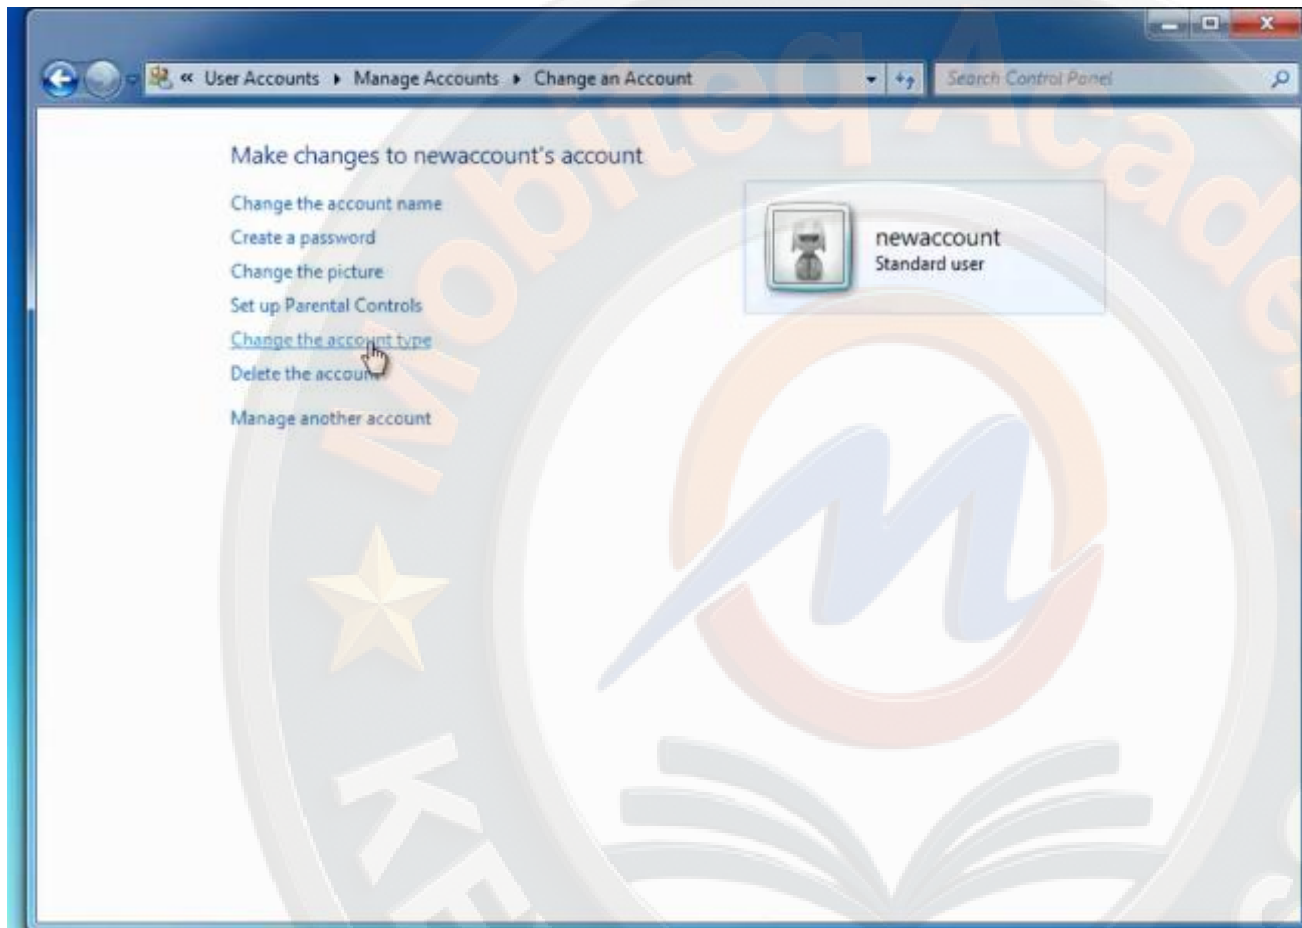 « User Accounts ▸ Manage Accounts ▸ Change an Account
Search Control Panel
Make changes to newaccount's account
Change the account name
Create a password
Change the picture
Set up Parental Controls
Change the account type
Delete the account
Manage another account
newaccount
Standard user
Mobiteq